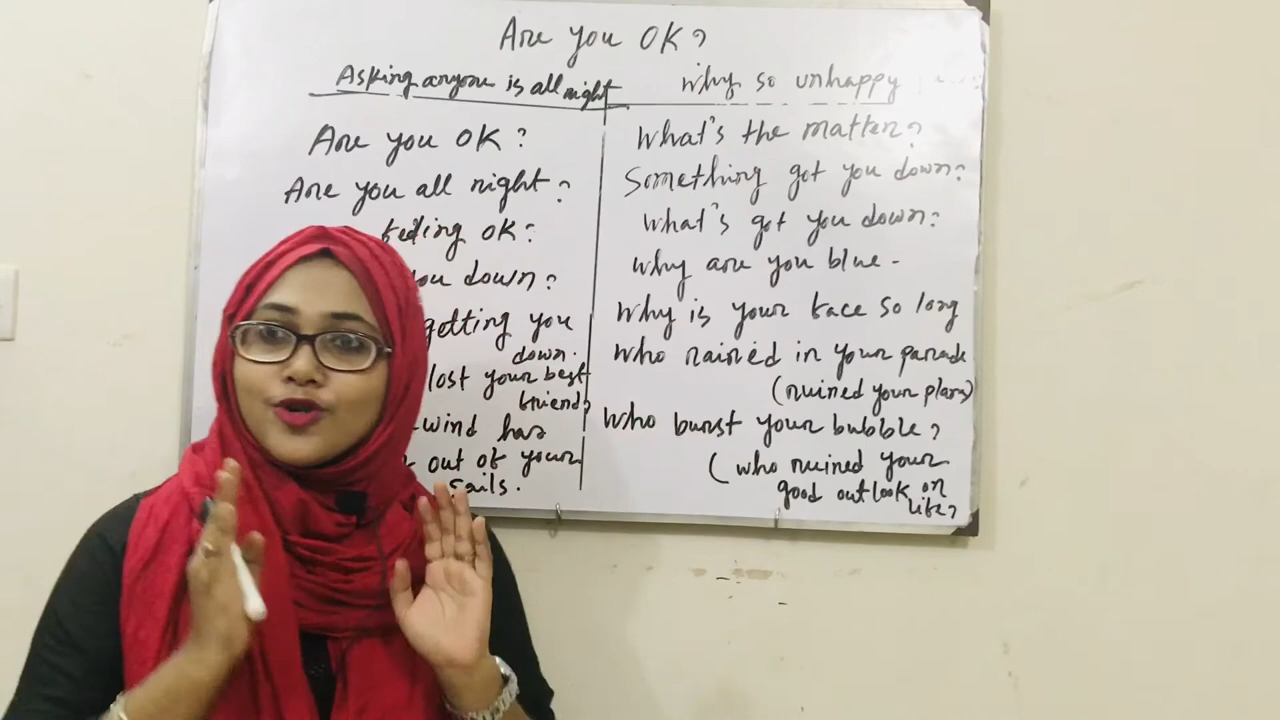 Are you OK?
Asking anyone is all right
Why so unhappy
Are you OK?
Are you all right?
feeling OK?
you down?
getting you
down.
lost your best
friend?
wind has
out of your
sails.
What's the matter?
Something got you down?
What's got you down?
Why are you blue -
Why is your face so long
Who rained in your parade
(ruined your plan)
Who burst your bubble?
(who ruined your
good outlook on
life?